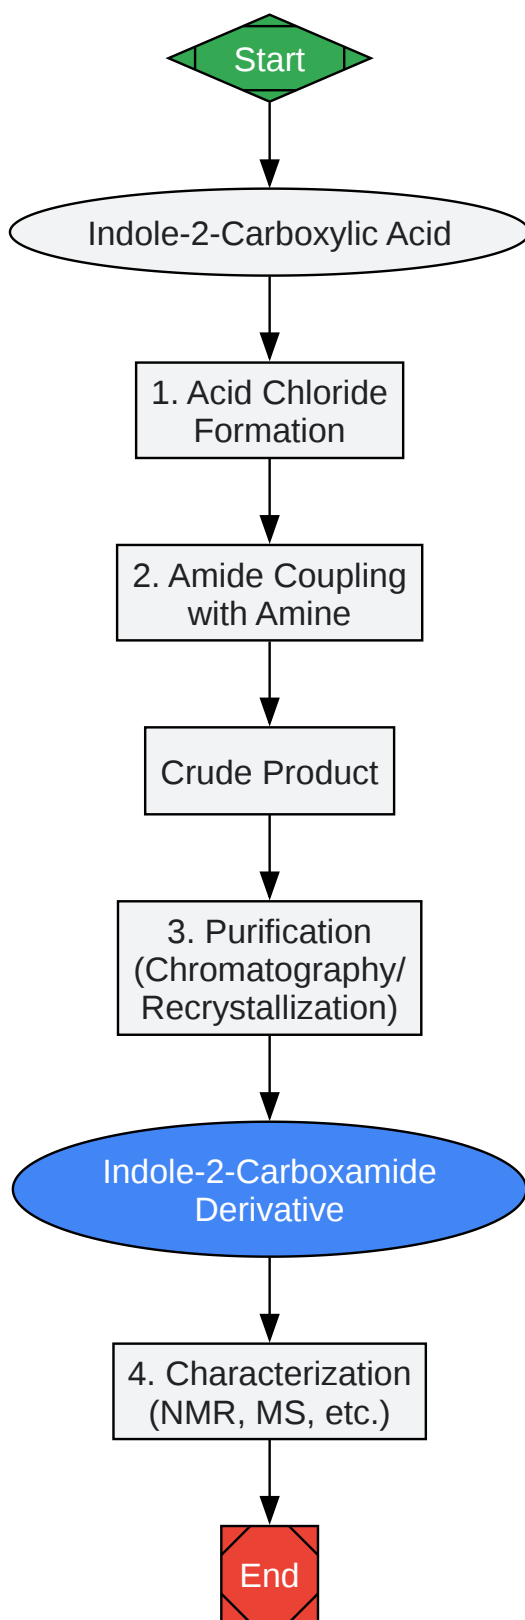 Start
Indole-2-Carboxylic Acid
1. Acid Chloride
Formation
2. Amide Coupling
with Amine
Crude Product
3. Purification
(Chromatography/
Recrystallization)
Indole-2-Carboxamide
Derivative
4. Characterization
(NMR, MS, etc.)
End